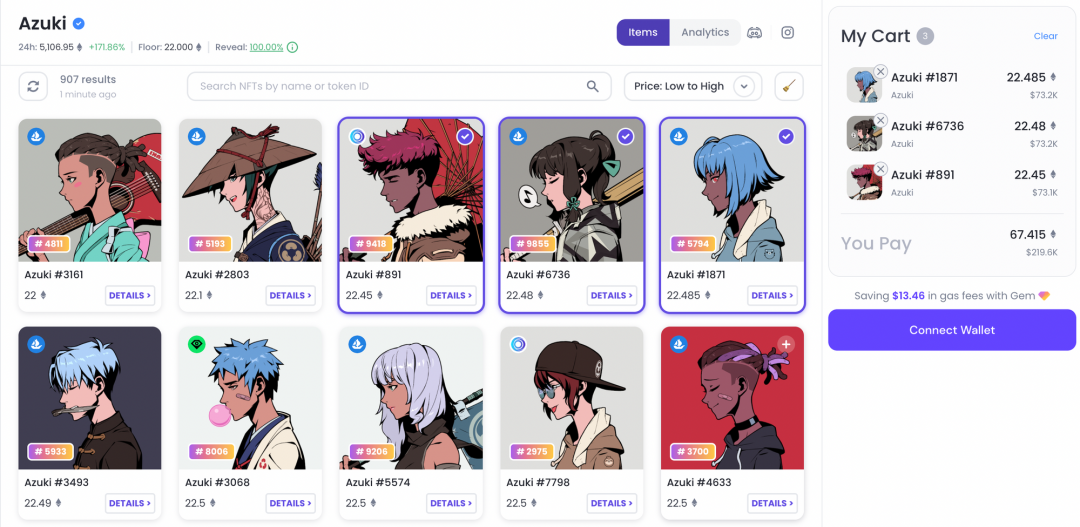 Azuki
24h: 5,106.95 +171.86% Floor: 22.000 Reveal: 100.00%
Items Analytics
907 results
1 minute ago
Search NFTs by name or token ID
Price: Low to High
# 4811
Azuki #3161
22 DETAILS >
# 5193
Azuki #2803
22.1 DETAILS >
# 9418
Azuki #891
22.45 DETAILS >
# 9855
Azuki #6736
22.48 DETAILS >
# 5794
Azuki #1871
22.485 DETAILS >
# 5933
Azuki #3493
22.49 DETAILS >
# 8006
Azuki #3068
22.5 DETAILS >
# 9206
Azuki #5574
22.5 DETAILS >
# 2975
Azuki #7798
22.5 DETAILS >
# 3700
Azuki #4633
22.5 DETAILS >
My Cart 3 Clear
Azuki #1871 22.485
Azuki $73.2K
Azuki #6736 22.48
Azuki $73.2K
Azuki #891 22.45
Azuki $73.1K
You Pay 67.415
$219.6K
Saving $13.46 in gas fees with Gem
Connect Wallet